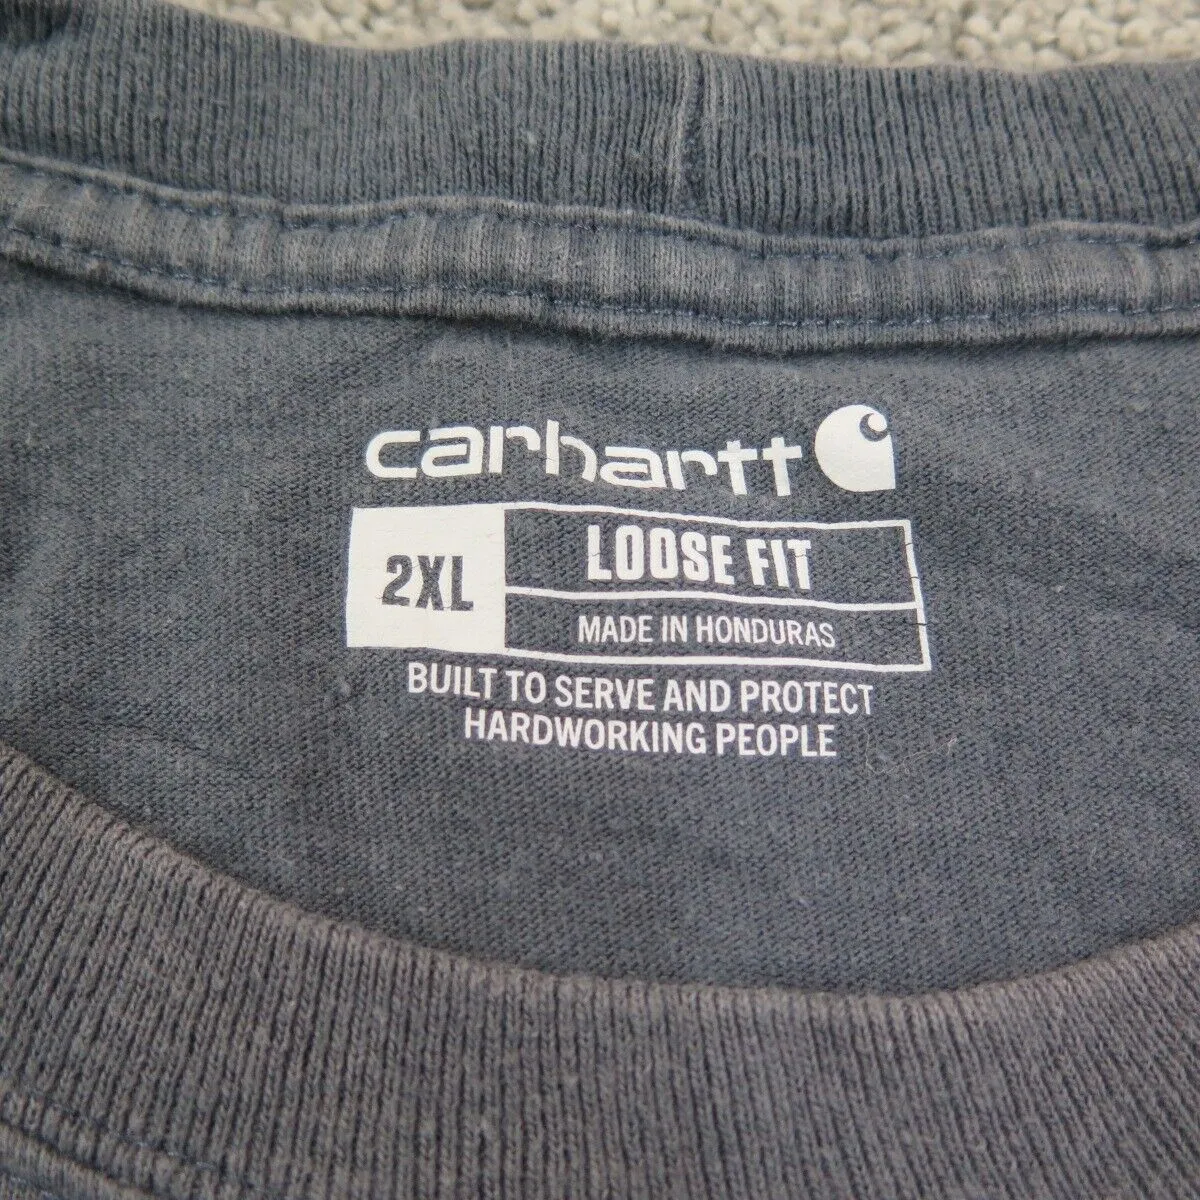 carhartt
2XL
LOOSE FIT
MADE IN HONDURAS
BUILT TO SERVE AND PROTECT
HARDWORKING PEOPLE